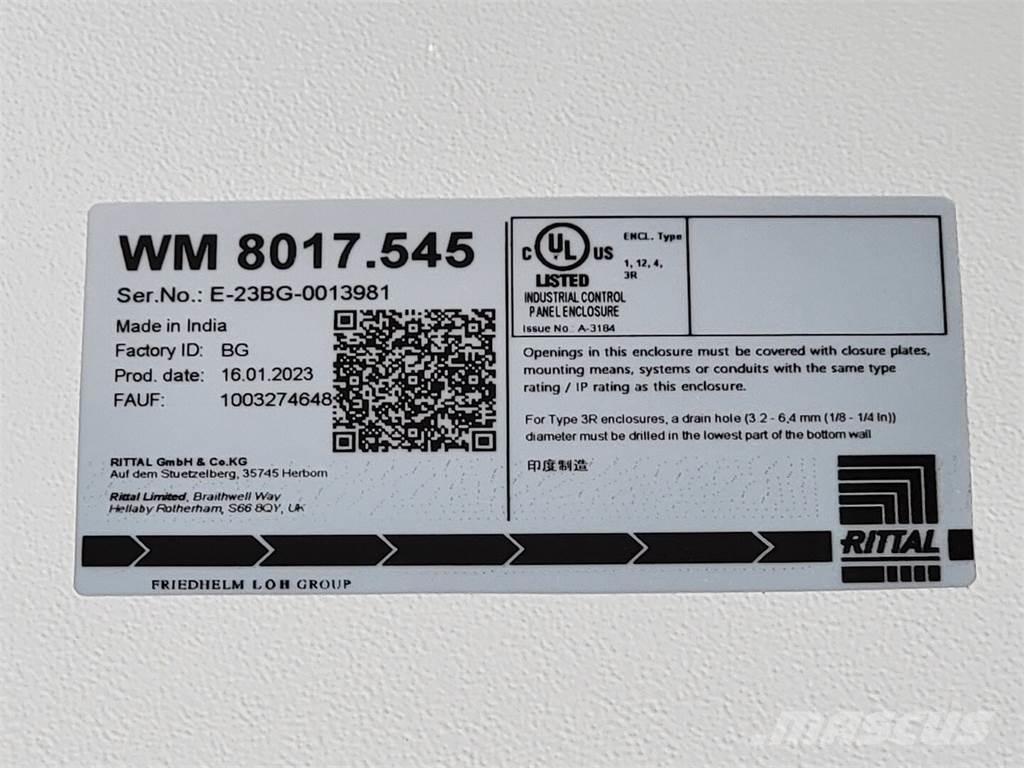 WM 8017.545
Ser.No.: E-23BG-0013981
Made in India
Factory ID: BG
Prod. date: 16.01.2023
FAUF: 1003274648
RITTAL GmbH & Co.KG
Auf dem Stuetzelberg, 35745 Herborn
Rittal Limited, Braithwell Way
Hellaby Rotherham, S66 8QY, UK
C UL US
LISTED
INDUSTRIAL CONTROL
PANEL ENCLOSURE
Issue No.: A-3184
ENCL. Type
1, 12, 4,
3R
Openings in this enclosure must be covered with closure plates,
mounting means, systems or conduits with the same type
rating / IP rating as this enclosure.
For Type 3R enclosures, a drain hole (3.2 - 6,4 mm (1/8 - 1/4 In))
diameter must be drilled in the lowest part of the bottom wall
印度制造
RITTAL
FRIEDHELM LOH GROUP
MASCUS